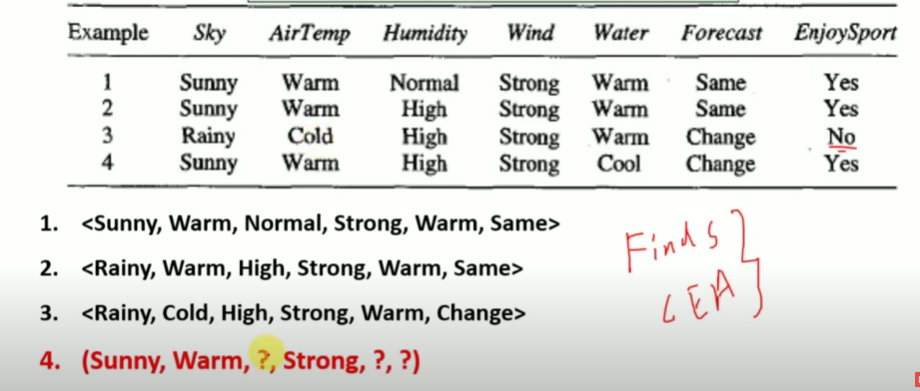 Example Sky AirTemp Humidity Wind Water Forecast EnjoySport
1 Sunny Warm Normal Strong Warm Same Yes
2 Sunny Warm High Strong Warm Same Yes
3 Rainy Cold High Strong Warm Change No
4 Sunny Warm High Strong Cool Change Yes
1. <Sunny, Warm, Normal, Strong, Warm, Same>
2. <Rainy, Warm, High, Strong, Warm, Same>
3. <Rainy, Cold, High, Strong, Warm, Change>
4. (Sunny, Warm, ?, Strong, ?, ?)
Finds
CEA